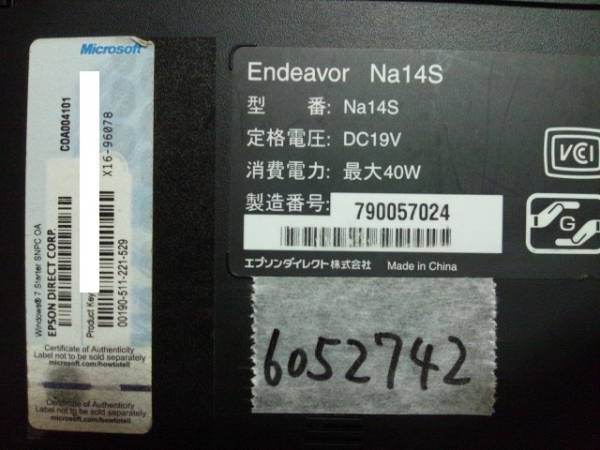 Microsoft
Windows® 7 Starter SNPC OA
EPSON DIRECT CORP.
COA004101
Product Key
X16-96078
00190-511-221-529
Certificate of Authenticity
Label not to be sold separately
microsoft.com/howtotell
Certificate of Authenticity
Label not to be sold separately
microsoft.com/howtotell
Endeavor Na14S
型 番: Na14S
定格電圧: DC19V
消費電力: 最大40W
製造番号: 790057024
エプソンダイレクト株式会社 Made in China
VCI
G
6052742